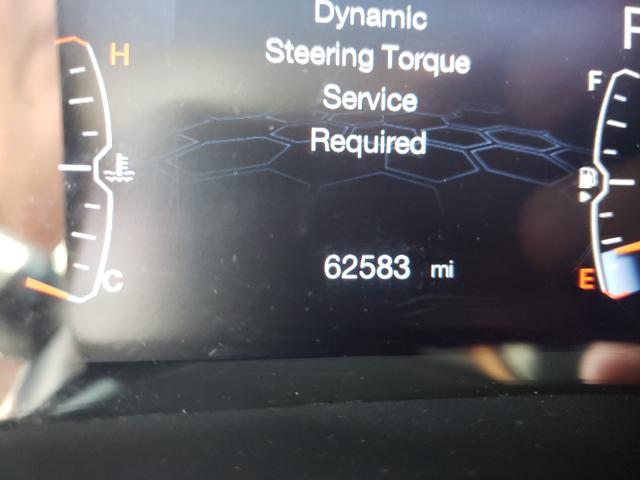 Dynamic
Steering Torque
Service
Required
H
F
C
E
62583 mi